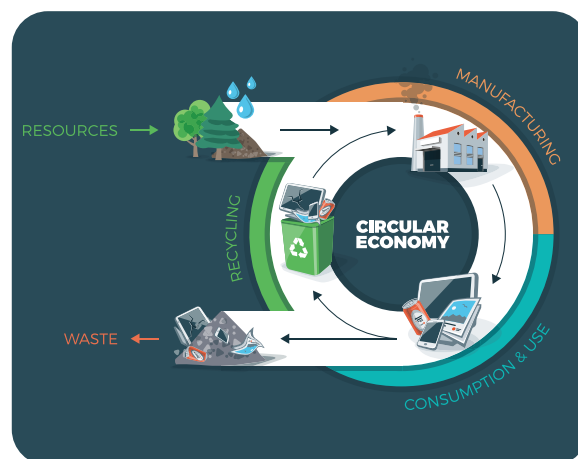 MANUFACTURING
RESOURCES
RECYCLING
CIRCULAR
ECONOMY
WASTE
CONSUMPTION & USE